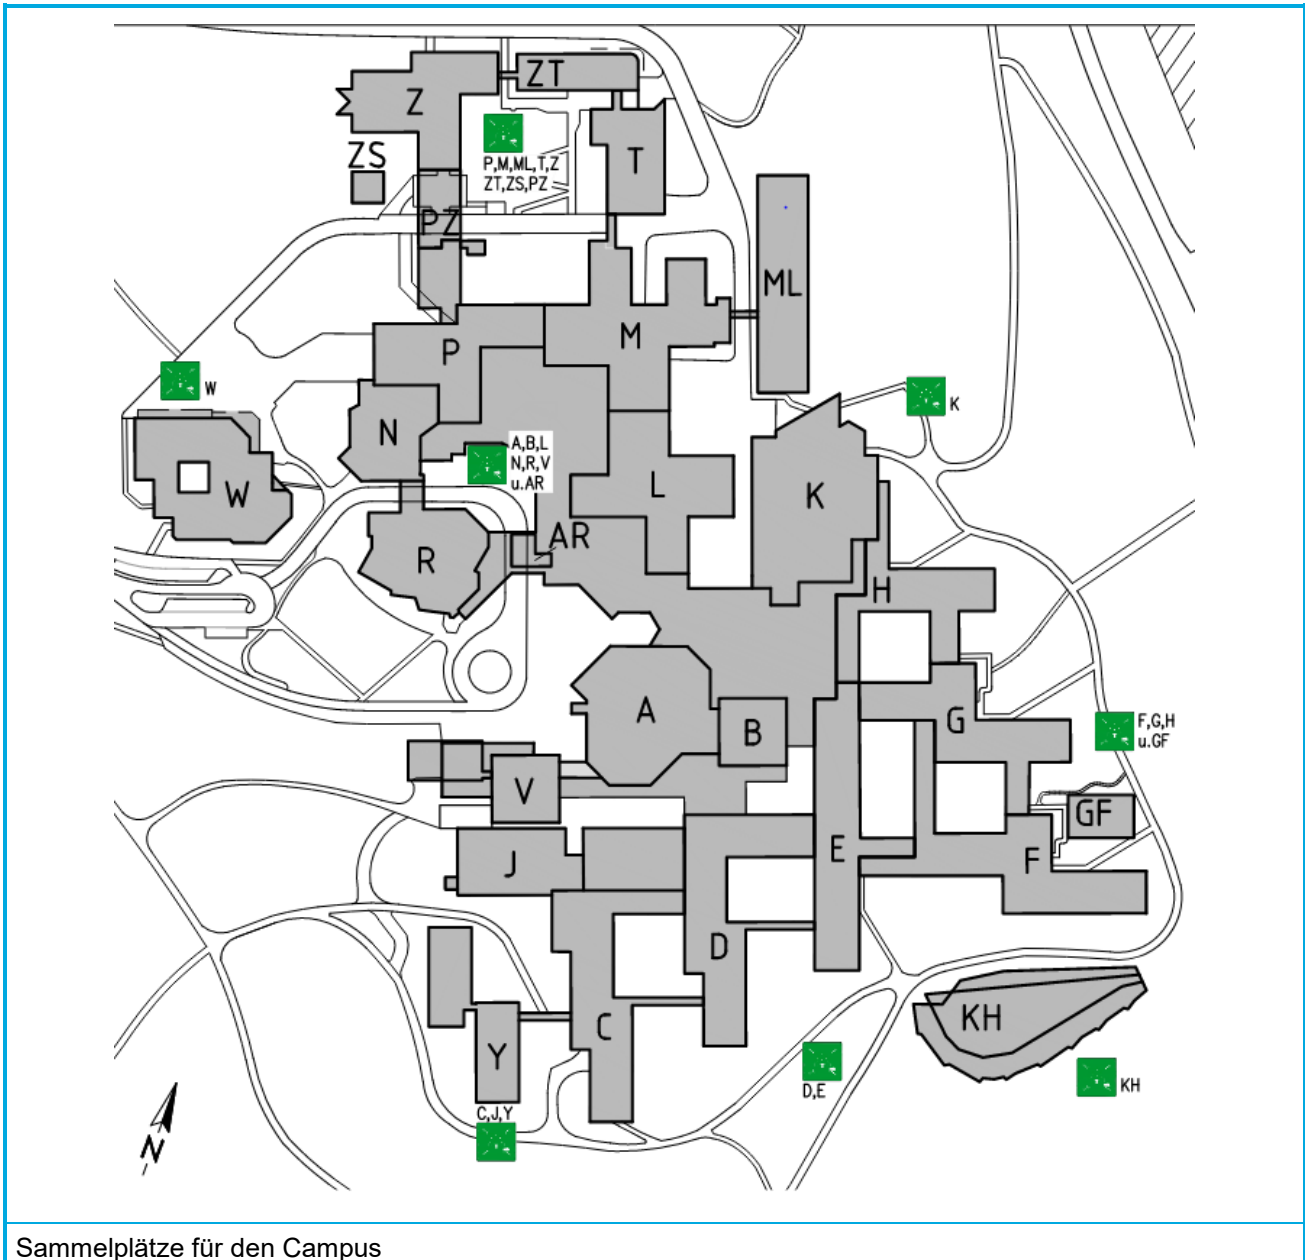 ZT
Z
ZS
P,M,ML,T,Z
ZT,ZS,PZ
T
PZ
ML
M
P
W
K
N
A,B,L
N,R,V
u.AR
W
L
K
AR
R
H
A
G
B
F,G,H
u.GF
V
GF
J
E
F
D
KH
C
Y
D,E
KH
C,J,Y
N
Sammelplätze für den Campus